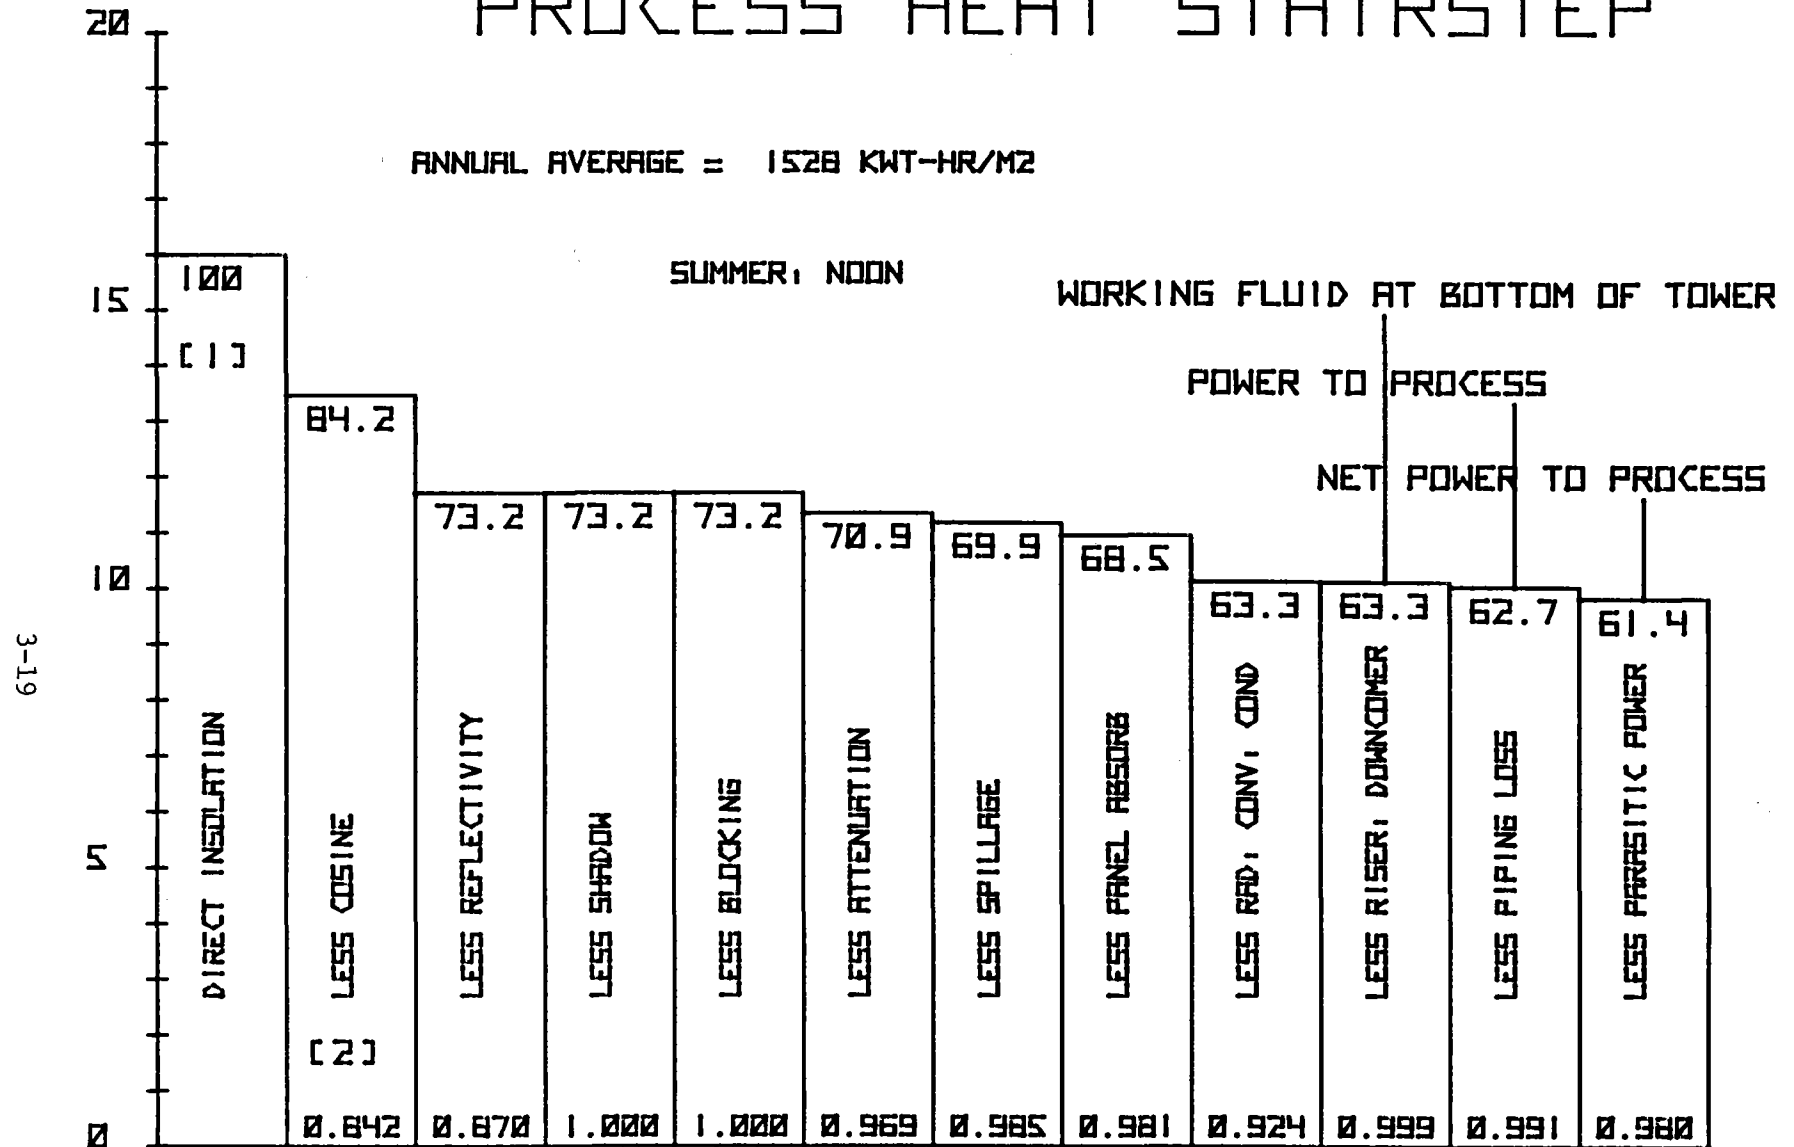 PROCESS HEAT STAIRSTEP
20
ANNUAL AVERAGE = 1528 KWT-HR/M2
SUMMER, NOON
WORKING FLUID AT BOTTOM OF TOWER
POWER TO PROCESS
NET POWER TO PROCESS
15
10
5
0
100
[1]
84.2
73.2
73.2
73.2
70.9
69.9
68.5
63.3
63.3
62.7
61.4
DIRECT INSOLATION
LESS COSINE
LESS REFLECTIVITY
LESS SHADOW
LESS BLOCKING
LESS ATTENUATION
LESS SPILLAGE
LESS PANEL ABSORB
LESS RAD, CONV, COND
LESS RISER, DOWNCOMER
LESS PIPING LOSS
LESS PARASITIC POWER
[2]
0.842
0.870
1.000
1.000
0.969
0.985
0.981
0.924
0.999
0.991
0.980
3-19